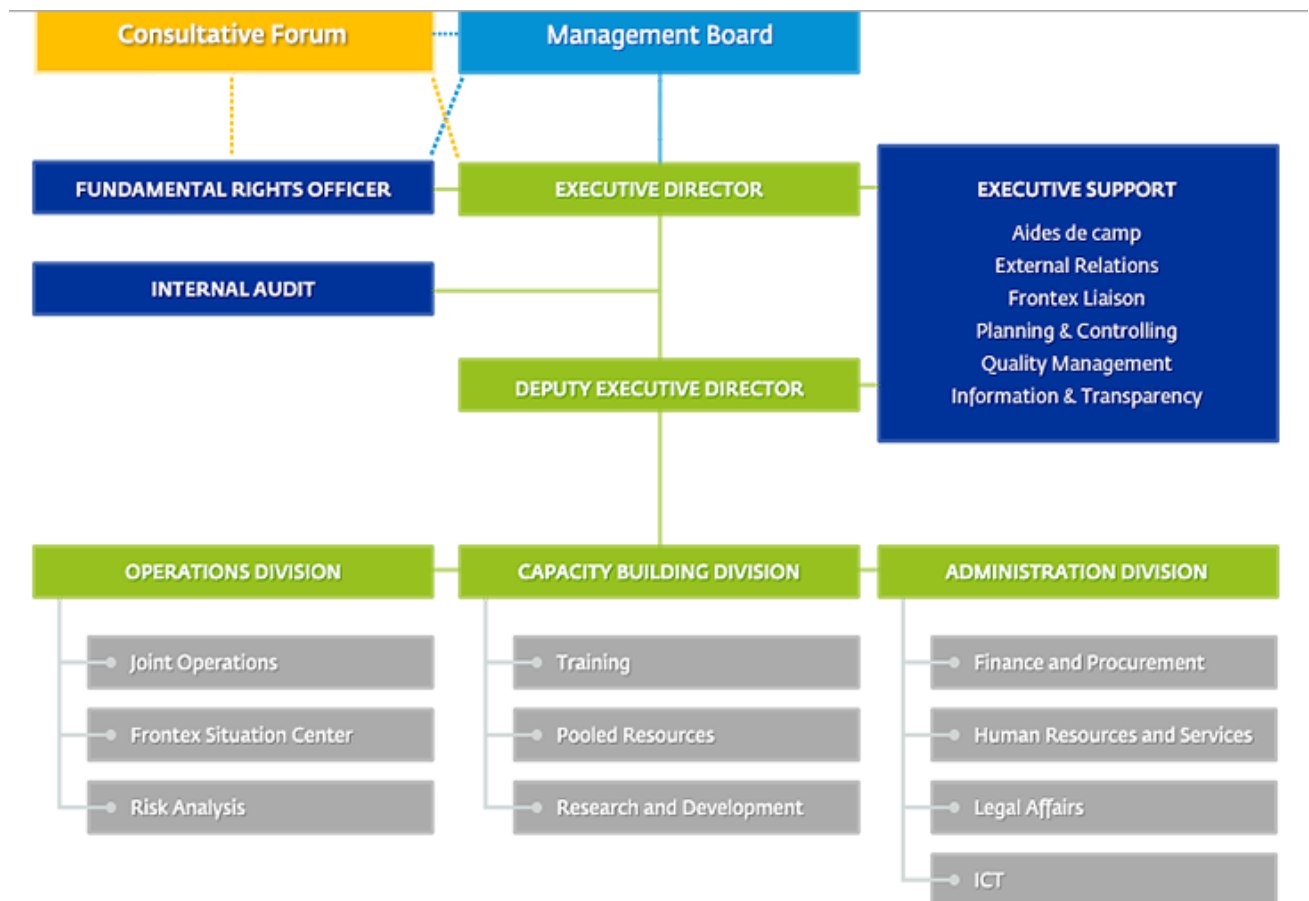 Consultative Forum
Management Board
FUNDAMENTAL RIGHTS OFFICER
EXECUTIVE DIRECTOR
EXECUTIVE SUPPORT
Aides de camp
External Relations
Frontex Liaison
Planning & Controlling
Quality Management
Information & Transparency
INTERNAL AUDIT
DEPUTY EXECUTIVE DIRECTOR
OPERATIONS DIVISION
Joint Operations
Frontex Situation Center
Risk Analysis
CAPACITY BUILDING DIVISION
Training
Pooled Resources
Research and Development
ADMINISTRATION DIVISION
Finance and Procurement
Human Resources and Services
Legal Affairs
ICT